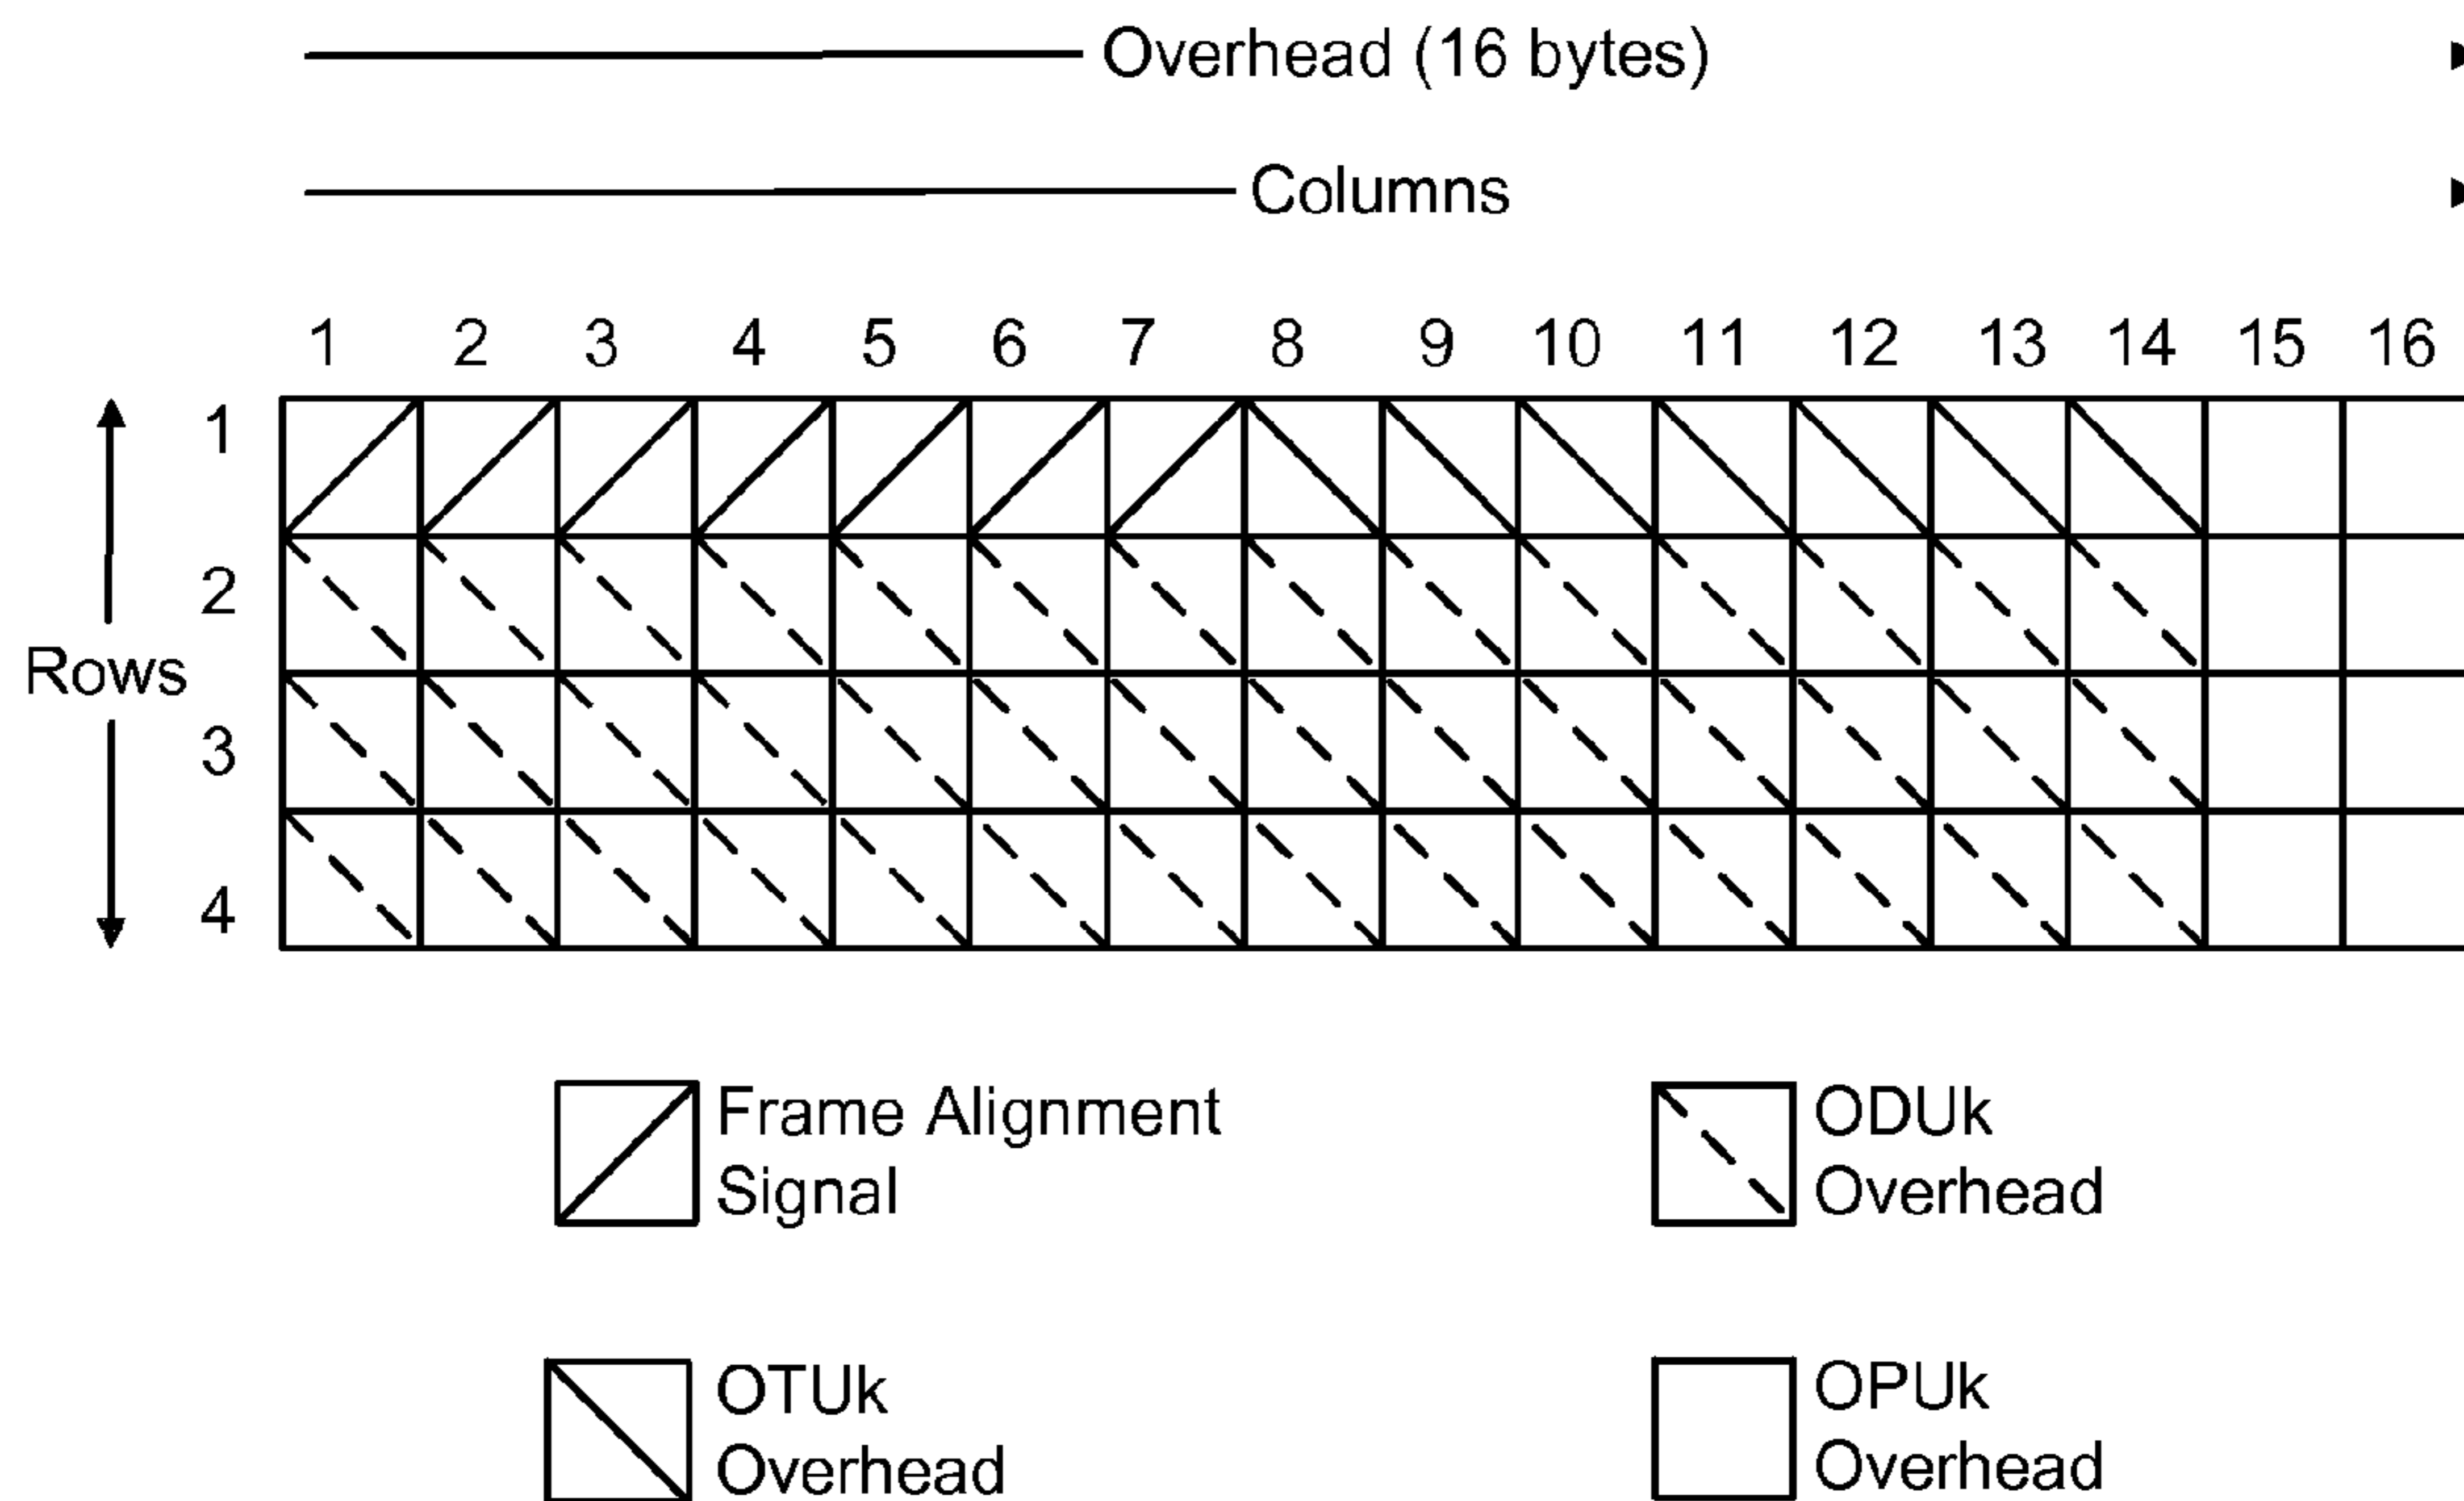 Overhead (16 bytes)
Columns
1 2 3 4 5 6 7 8 9 10 11 12 13 14 15 16
1
2
Rows
3
4
Frame Alignment
Signal
ODUk
Overhead
OTUk
Overhead
OPUk
Overhead